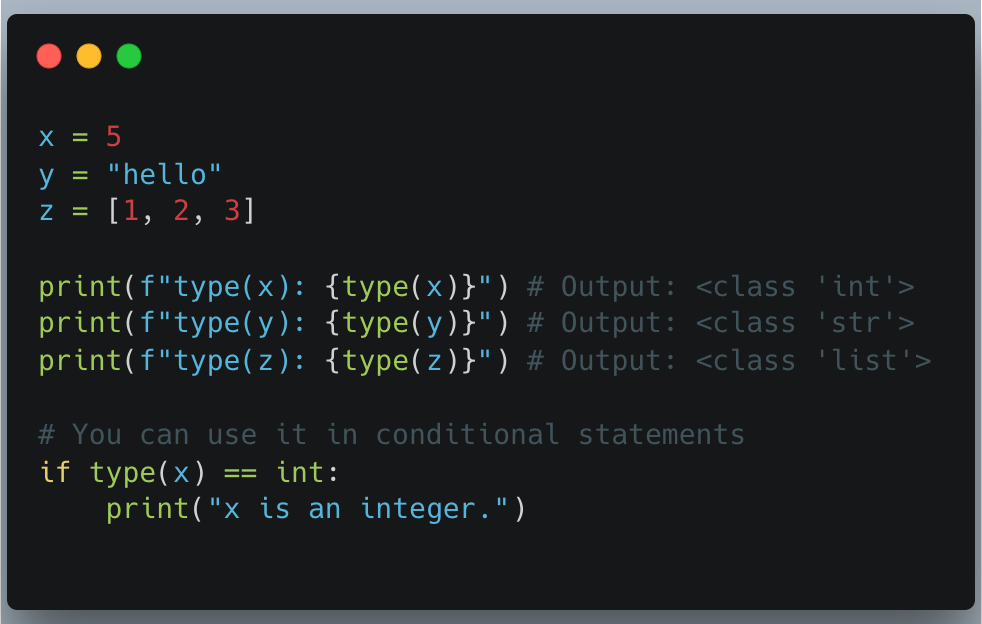 x = 5
y = "hello"
z = [1, 2, 3]

print(f"type(x): {type(x)}") # Output: <class 'int'>
print(f"type(y): {type(y)}") # Output: <class 'str'>
print(f"type(z): {type(z)}") # Output: <class 'list'>

# You can use it in conditional statements
if type(x) == int:
    print("x is an integer.")